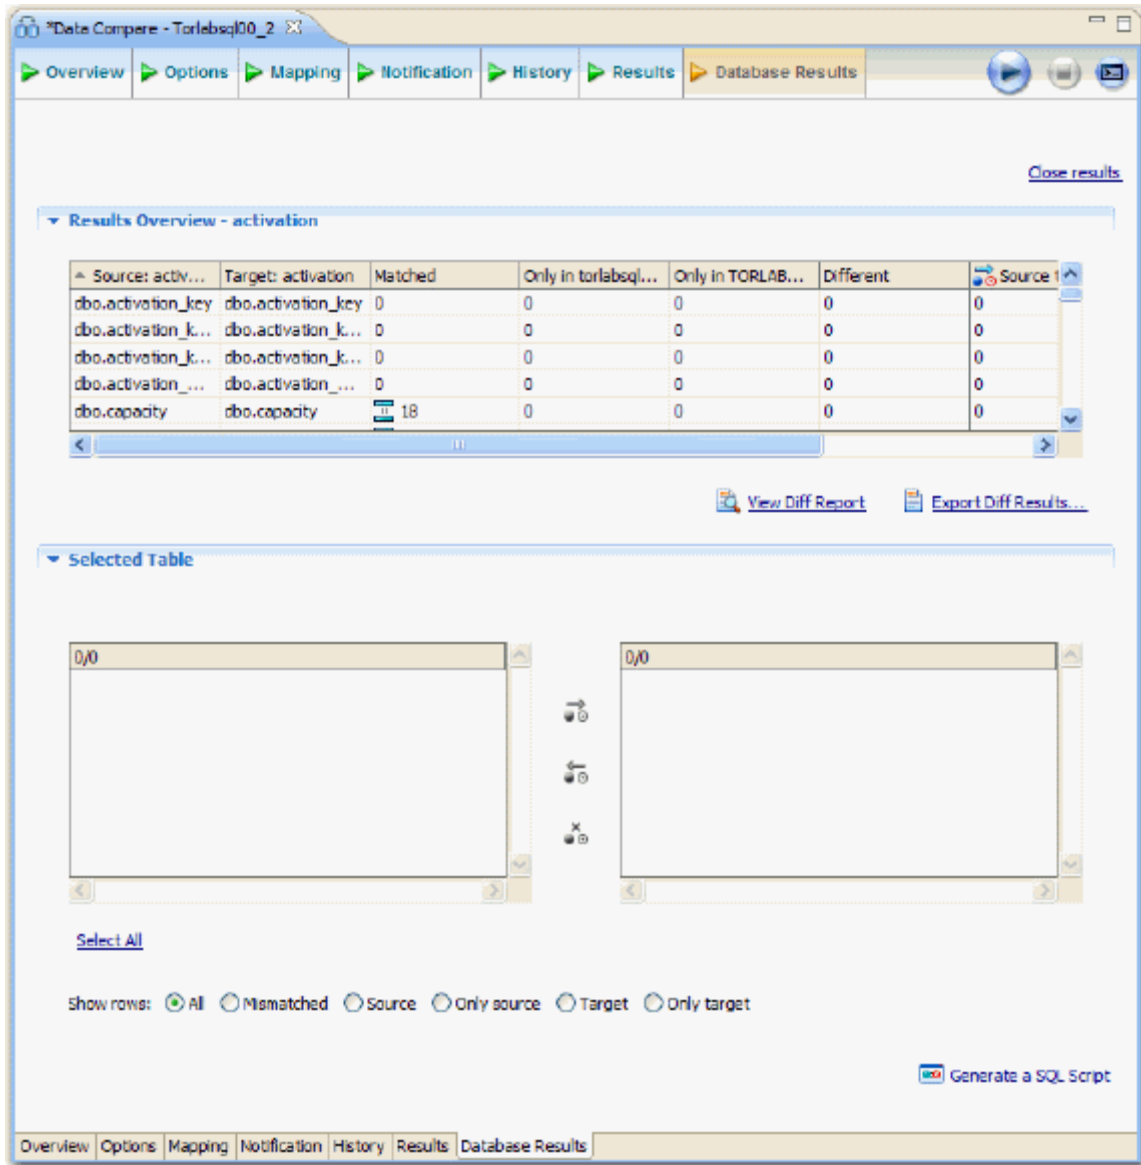 *Data Compare - Torlabsql00_2
Overview Options Mapping Notification History Results Database Results
Close results
Results Overview - activation
Source: activ... Target: activation Matched Only in torlabsql... Only in TORLAB... Different Source t
dbo.activation_key dbo.activation_key 0 0 0 0 0
dbo.activation_k... dbo.activation_k... 0 0 0 0 0
dbo.activation_k... dbo.activation_k... 0 0 0 0 0
dbo.activation_... dbo.activation_... 0 0 0 0 0
dbo.capacity dbo.capacity 18 0 0 0 0
View Diff Report Export Diff Results...
Selected Table
0/0 0/0
Select All
Show rows: All Mismatched Source Only source Target Only target
Generate a SQL Script
Overview Options Mapping Notification History Results Database Results